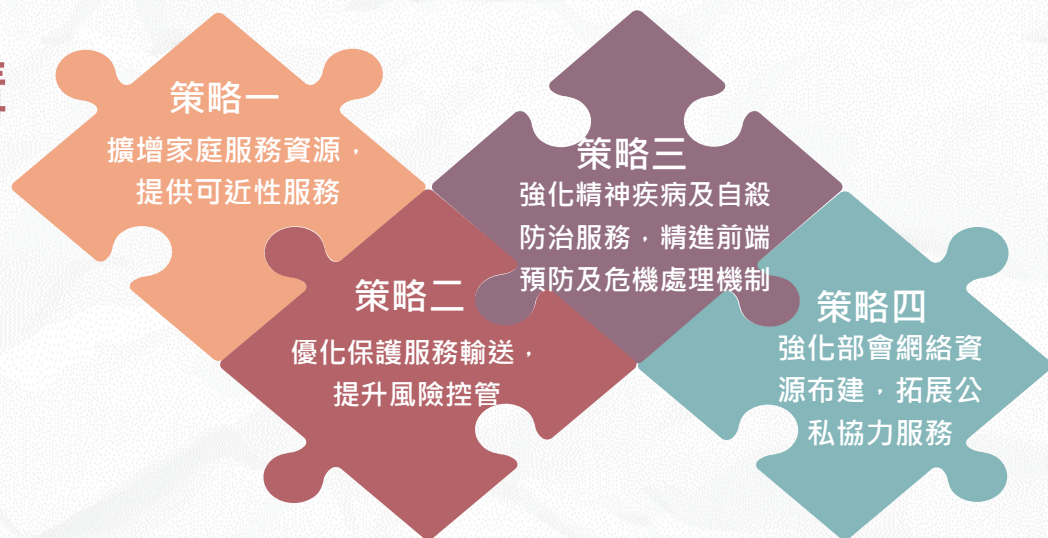 策略一
擴增家庭服務資源，
提供可近性服務
策略二
優化保護服務輸送，
提升風險控管
策略三
強化精神疾病及自殺
防治服務，精進前端
預防及危機處理機制
策略四
強化部會網絡資
源布建，拓展公
私協力服務